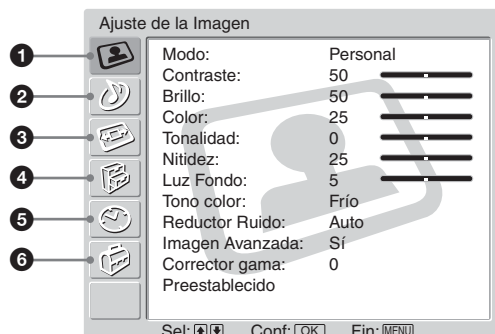 Ajuste de la Imagen
1
2
3
4
5
6
Modo: Personal
Contraste: 50
Brillo: 50
Color: 25
Tonalidad: 0
Nitidez: 25
Luz Fondo: 5
Tono color: Frío
Reductor Ruido: Auto
Imagen Avanzada: Sí
Corrector gama: 0
Preestablecido
Sel: Conf: OK Fin: MENU